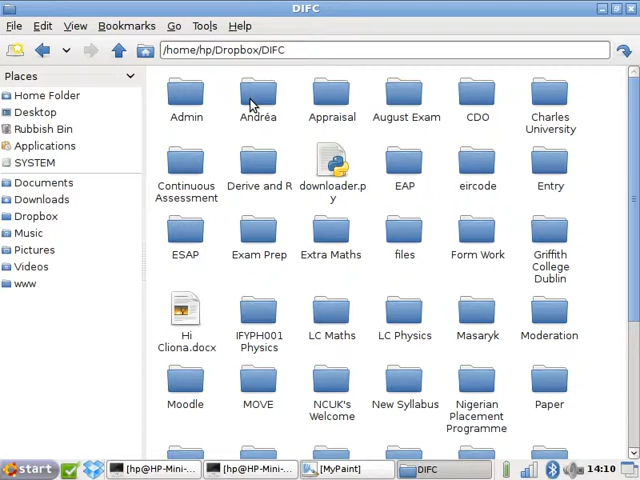 DIFC
File Edit View Bookmarks Go Tools Help
/home/hp/Dropbox/DIFC
Places
Home Folder
Desktop
Rubbish Bin
Applications
SYSTEM
Documents
Downloads
Dropbox
Music
Pictures
Videos
www
Admin Andréa Appraisal August Exam CDO Charles
University
Continuous
Assessment Derive and R downloader.p
y EAP eircode Entry
ESAP Exam Prep Extra Maths files Form Work Griffith
College
Dublin
Hi
Cliona.docx IFYPH001
Physics LC Maths LC Physics Masaryk Moderation
Moodle MOVE NCUK's
Welcome New Syllabus Nigerian
Placement
Programme Paper
start [hp@HP-Mini-... [hp@HP-Mini-... [MyPaint] DIFC 14:10